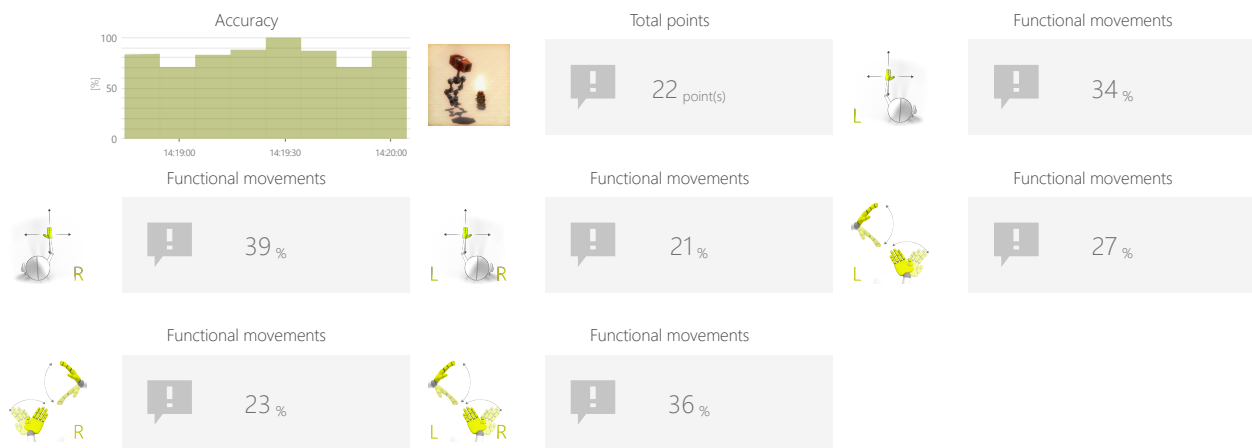 Accuracy
Total points
Functional movements
100
50
0
[%]
14:19:00
14:19:30
14:20:00
22 point(s)
L
34 %
Functional movements
Functional movements
Functional movements
R
39 %
L
R
21 %
L
27 %
Functional movements
Functional movements
R
23 %
L
R
36 %